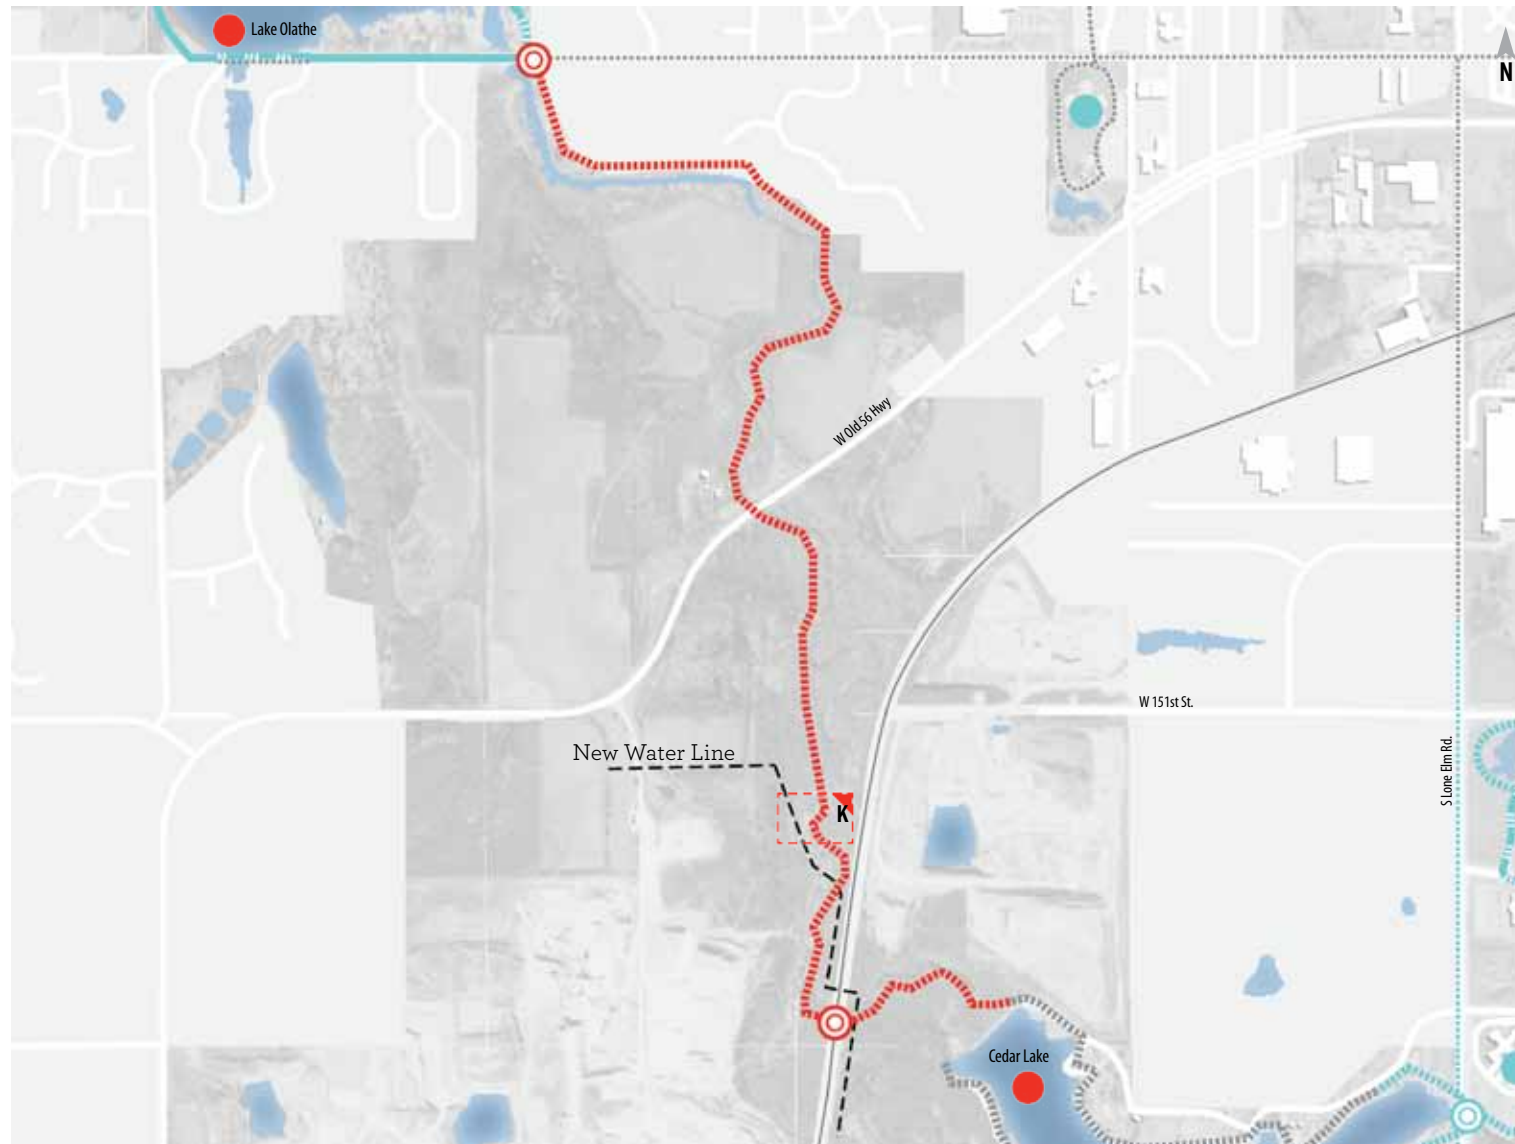 Lake Olathe
N
W Old 56 Hwy
W 151st St.
New Water Line
S Lone Elm Rd.
K
Cedar Lake